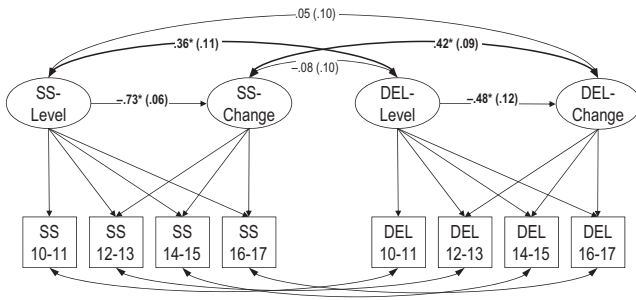 .05 (.10)
.36* (.11)
.42* (.09)
–.08 (.10)
SS-
Level
–.73* (.06)
SS-
Change
DEL-
Level
–.48* (.12)
DEL-
Change
SS
10-11
SS
12-13
SS
14-15
SS
16-17
DEL
10-11
DEL
12-13
DEL
14-15
DEL
16-17